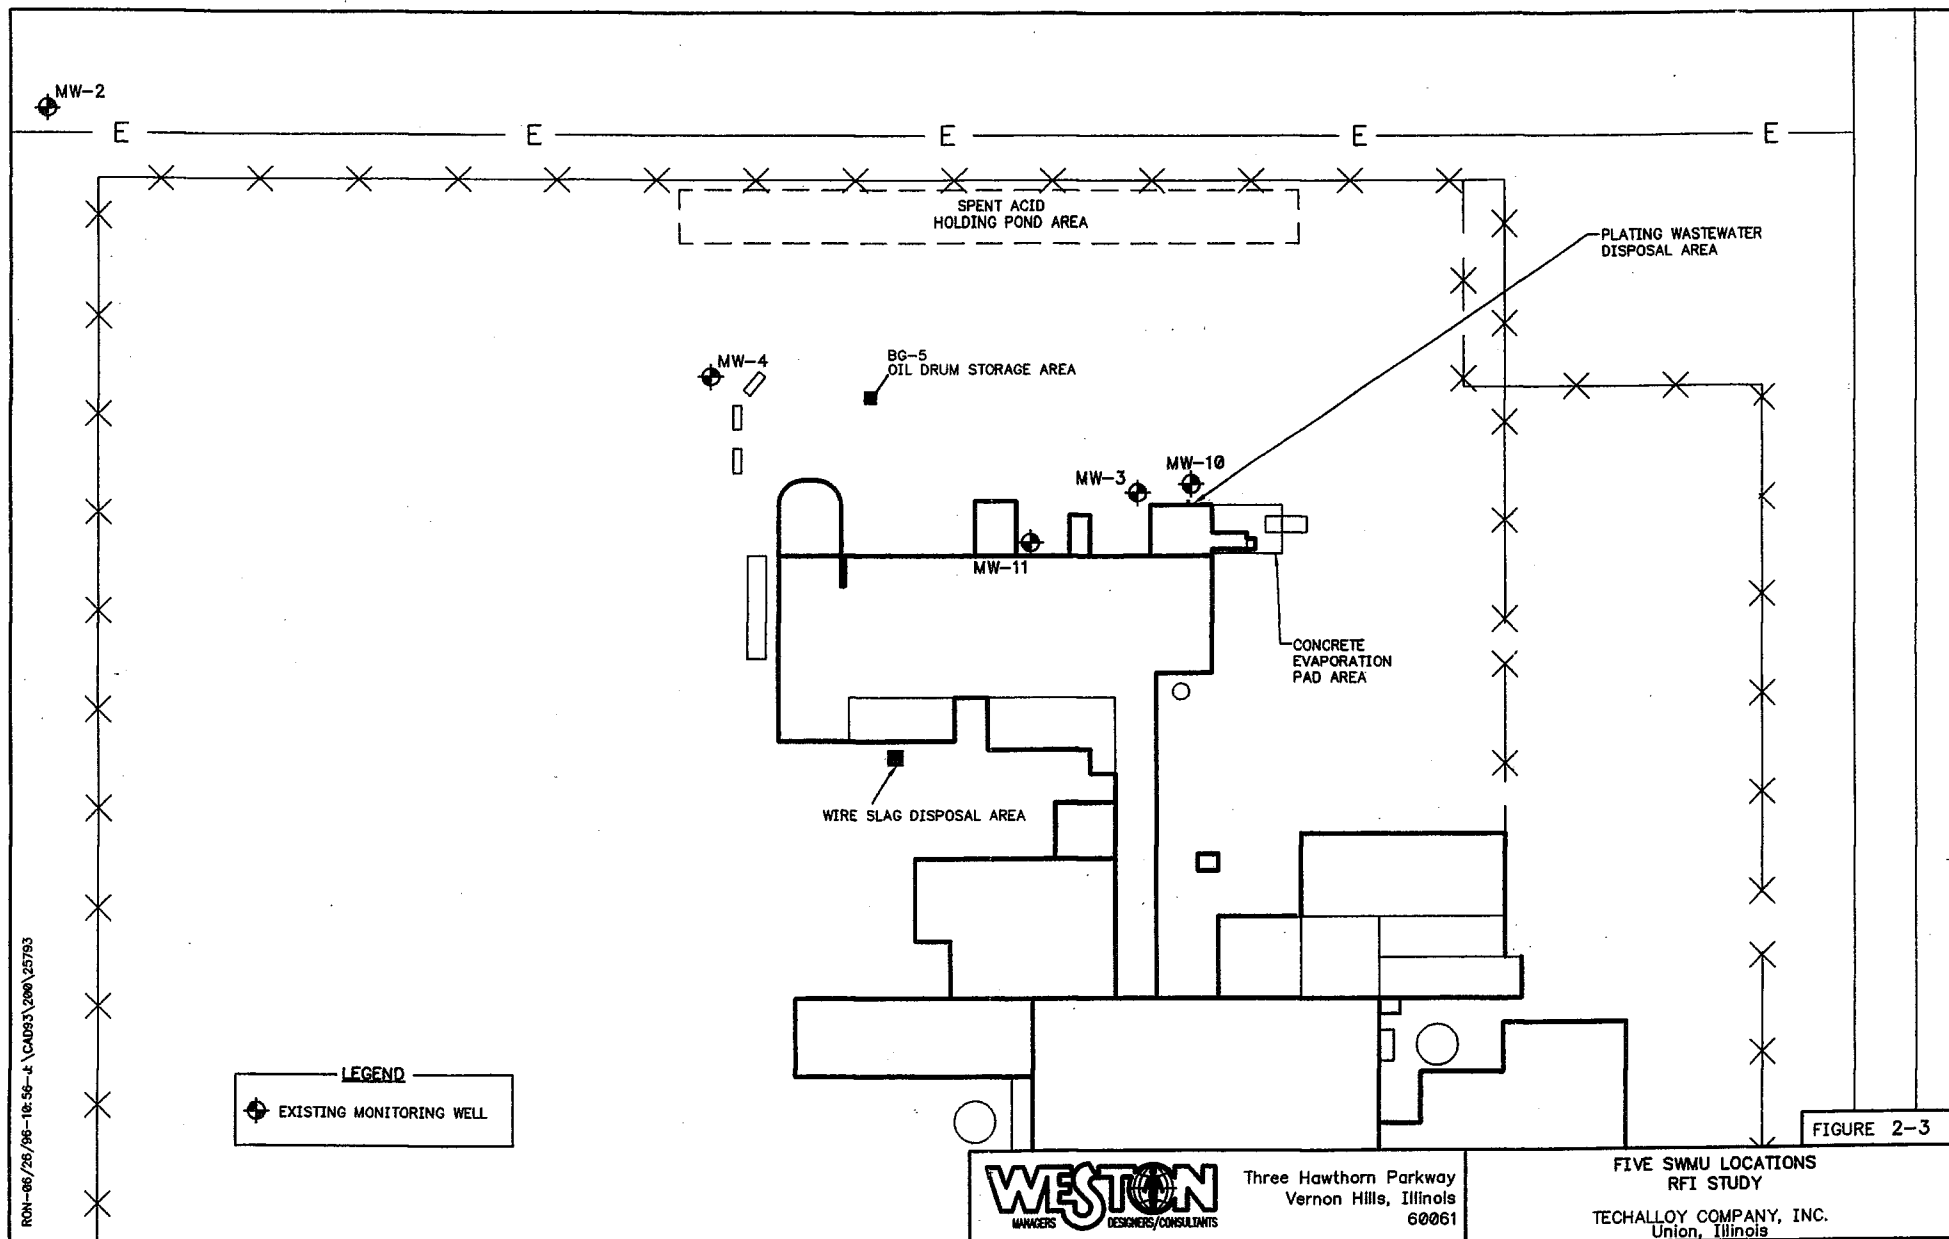 MW-2
E E E E E
SPENT ACID
HOLDING POND AREA
PLATING WASTEWATER
DISPOSAL AREA
MW-4
BG-5
OIL DRUM STORAGE AREA
MW-3
MW-10
MW-11
CONCRETE
EVAPORATION
PAD AREA
WIRE SLAG DISPOSAL AREA
LEGEND
EXISTING MONITORING WELL
RON-06/26/96-10:56-J:\CAD93\200\25793
FIGURE 2-3
WESTON
MANAGERS DESIGNERS/CONSULTANTS
Three Hawthorn Parkway
Vernon Hills, Illinois
60061
FIVE SWMU LOCATIONS
RFI STUDY
TECHALLOY COMPANY, INC.
Union, Illinois